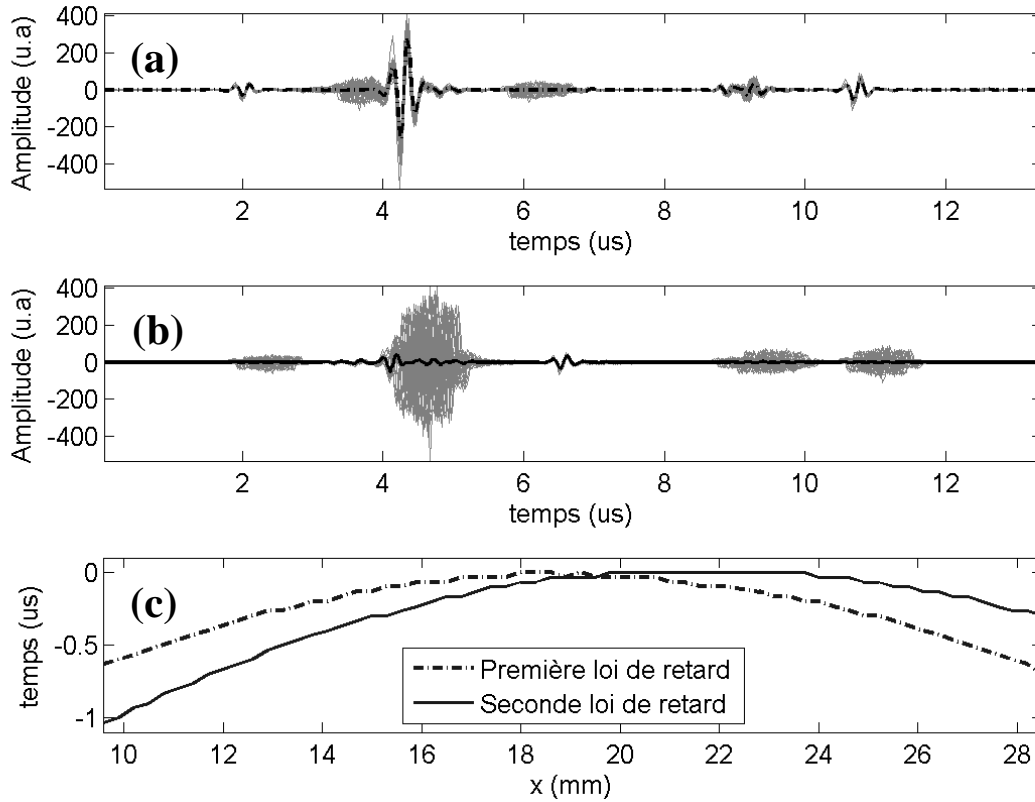 400
200
0
-200
-400
Amplitude (u.a)
(a)
2 4 6 8 10 12
temps (us)
400
200
0
-200
-400
Amplitude (u.a)
(b)
2 4 6 8 10 12
temps (us)
0
-0.5
-1
temps (us)
(c)
Première loi de retard
Seconde loi de retard
10 12 14 16 18 20 22 24 26 28
x (mm)